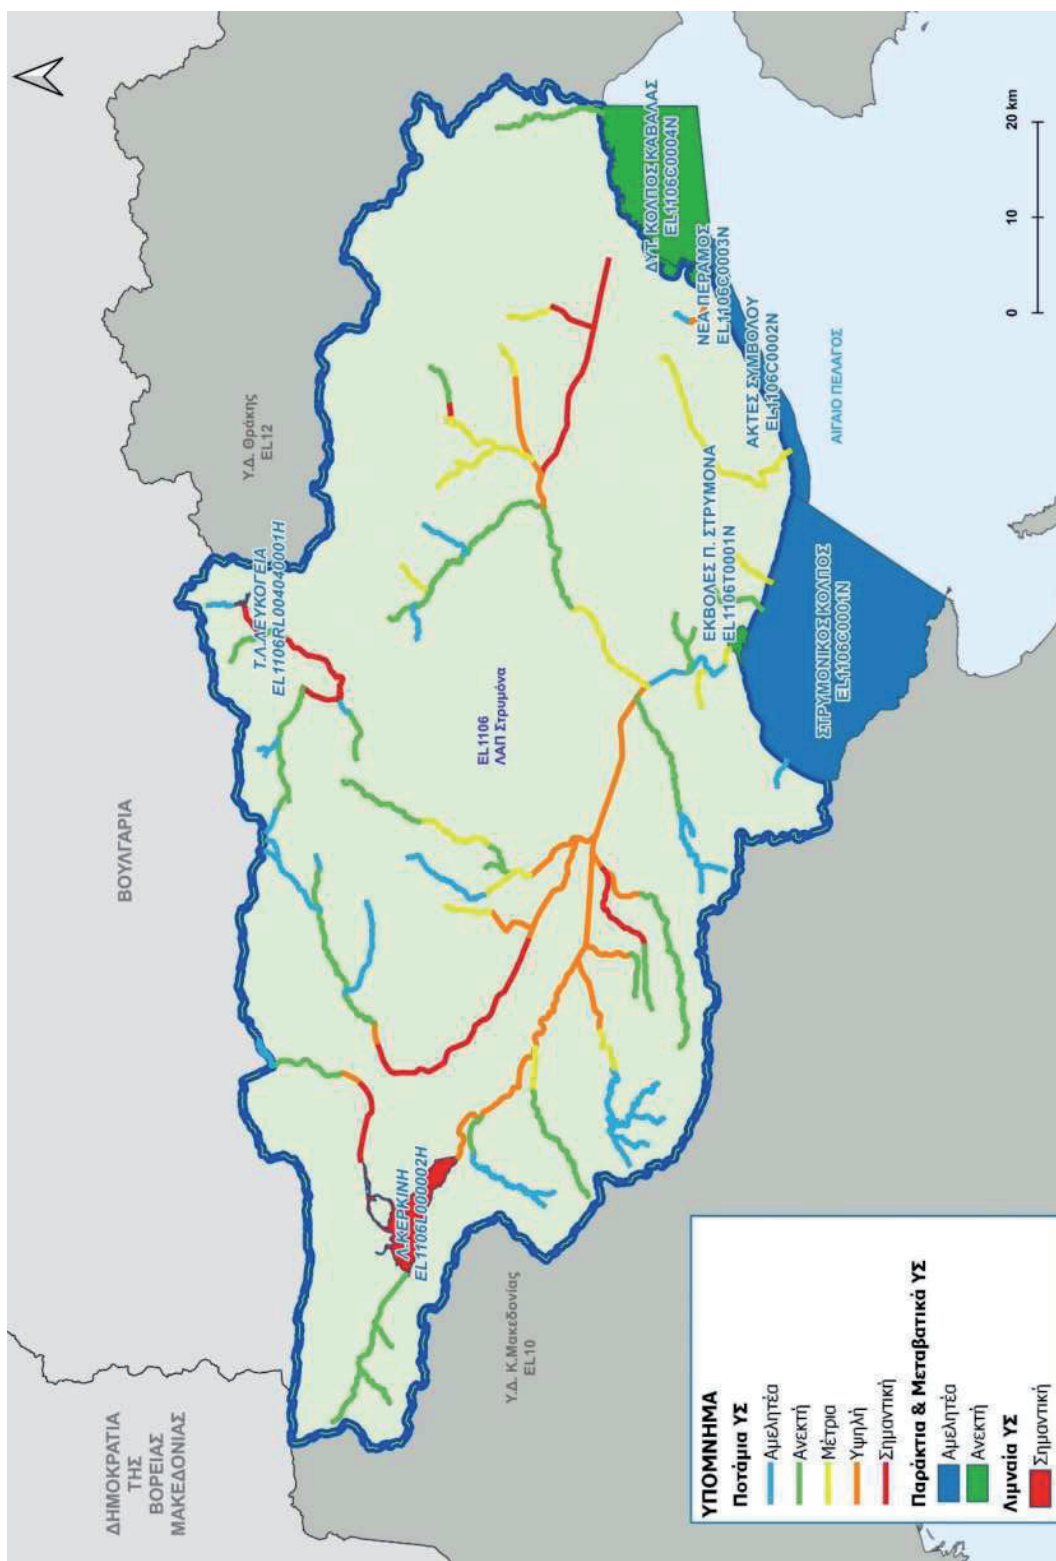 ΔΗΜΟΚΡΑΤΙΑ
ΤΗΣ
ΒΟΡΕΙΑΣ
ΜΑΚΕΔΟΝΙΑΣ
ΒΟΥΛΓΑΡΙΑ
Υ.Δ. Θράκης
EL12
Τ.Λ.ΛΕΥΚΟΓΕΙΑ
EL1106RL004040001H
Λ.ΚΕΡΚΙΝΗ
EL1106L000002H
Υ.Δ. Κ.Μακεδονίας
EL10
EL1106
ΛΑΠ Στρυμόνα
ΔΥΤ. ΚΟΛΠΟΣ ΚΑΒΑΛΑΣ
EL1106C0004N
ΝΕΑ ΠΕΡΑΜΟΣ
EL1106C0003N
ΑΚΤΕΣ ΣΥΜΒΟΛΟΥ
EL1106C0002N
ΕΚΒΟΛΕΣ Π. ΣΤΡΥΜΟΝΑ
EL1106T0001N
ΣΤΡΥΜΟΝΙΚΟΣ ΚΟΛΠΟΣ
EL1106C0001N
ΑΙΓΑΙΟ ΠΕΛΑΓΟΣ
0 10 20 km
ΥΠΟΜΝΗΜΑ
Ποτάμια ΥΣ
Αμελητέα
Ανεκτή
Μέτρια
Υψηλή
Σημαντική
Παράκτια & Μεταβατικά ΥΣ
Αμελητέα
Ανεκτή
Λιμναία ΥΣ
Σημαντική